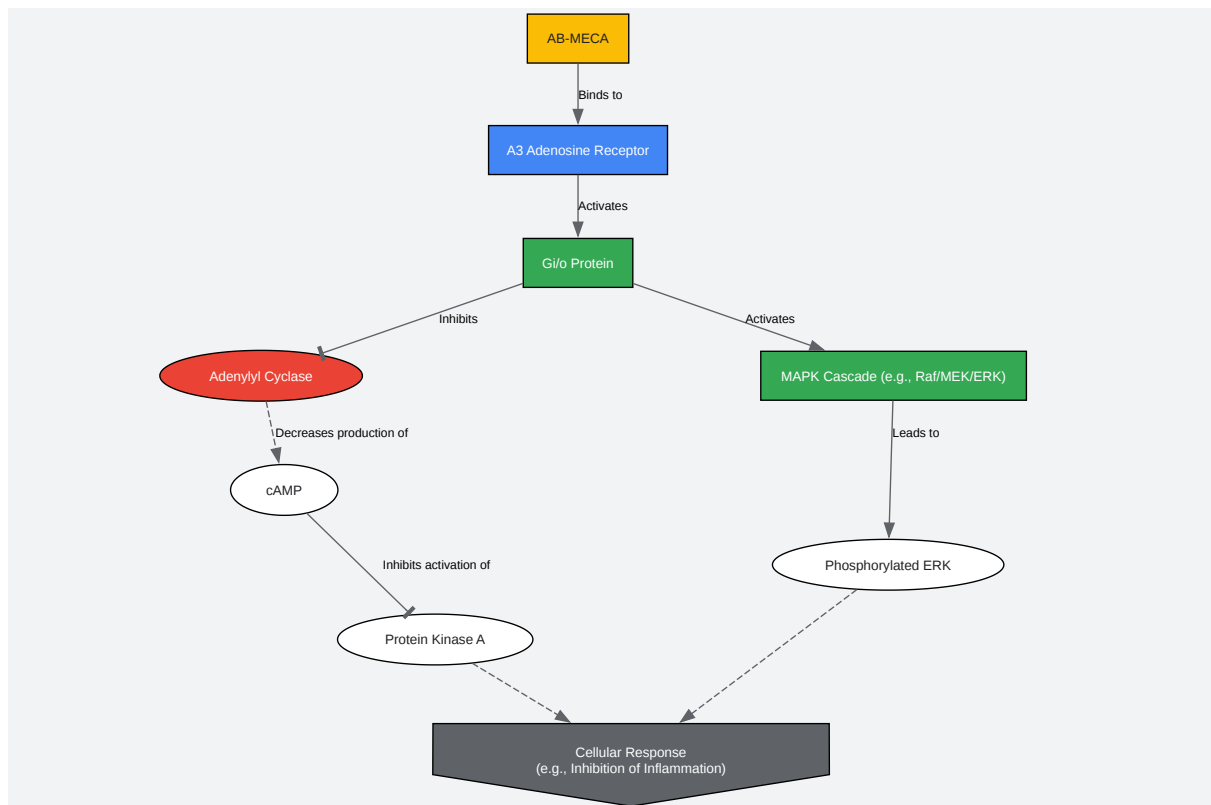 AB-MECA
Binds to
A3 Adenosine Receptor
Activates
Gi/o Protein
Inhibits
Activates
Adenylyl Cyclase
MAPK Cascade (e.g., Raf/MEK/ERK)
Decreases production of
Leads to
cAMP
Inhibits activation of
Phosphorylated ERK
Protein Kinase A
Cellular Response
(e.g., Inhibition of Inflammation)